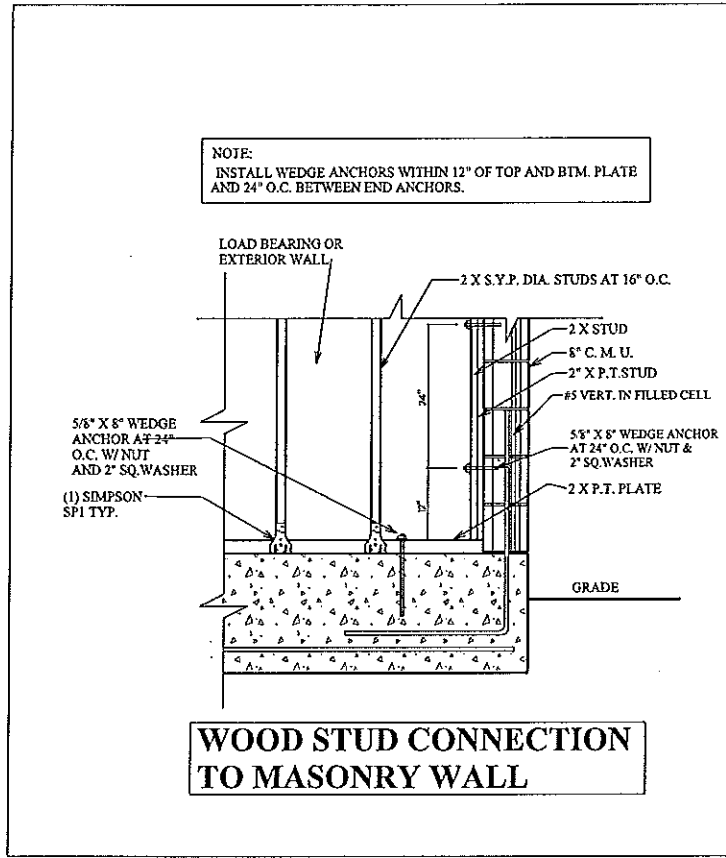 NOTE:
INSTALL WEDGE ANCHORS WITHIN 12" OF TOP AND BTM. PLATE
AND 24" O.C. BETWEEN END ANCHORS.
LOAD BEARING OR
EXTERIOR WALL
2 X S.Y.P. DIA. STUDS AT 16" O.C.
2 X STUD
8" C. M. U.
2" X P.T.STUD
#5 VERT. IN FILLED CELL
24"
5/8" X 8" WEDGE
ANCHOR AT 24"
O.C. W/ NUT
AND 2" SQ.WASHER
5/8" X 8" WEDGE ANCHOR
AT 24" O.C. W/ NUT &
2" SQ.WASHER
(1) SIMPSON
SP1 TYP.
12"
2 X P.T. PLATE
GRADE
WOOD STUD CONNECTION
TO MASONRY WALL